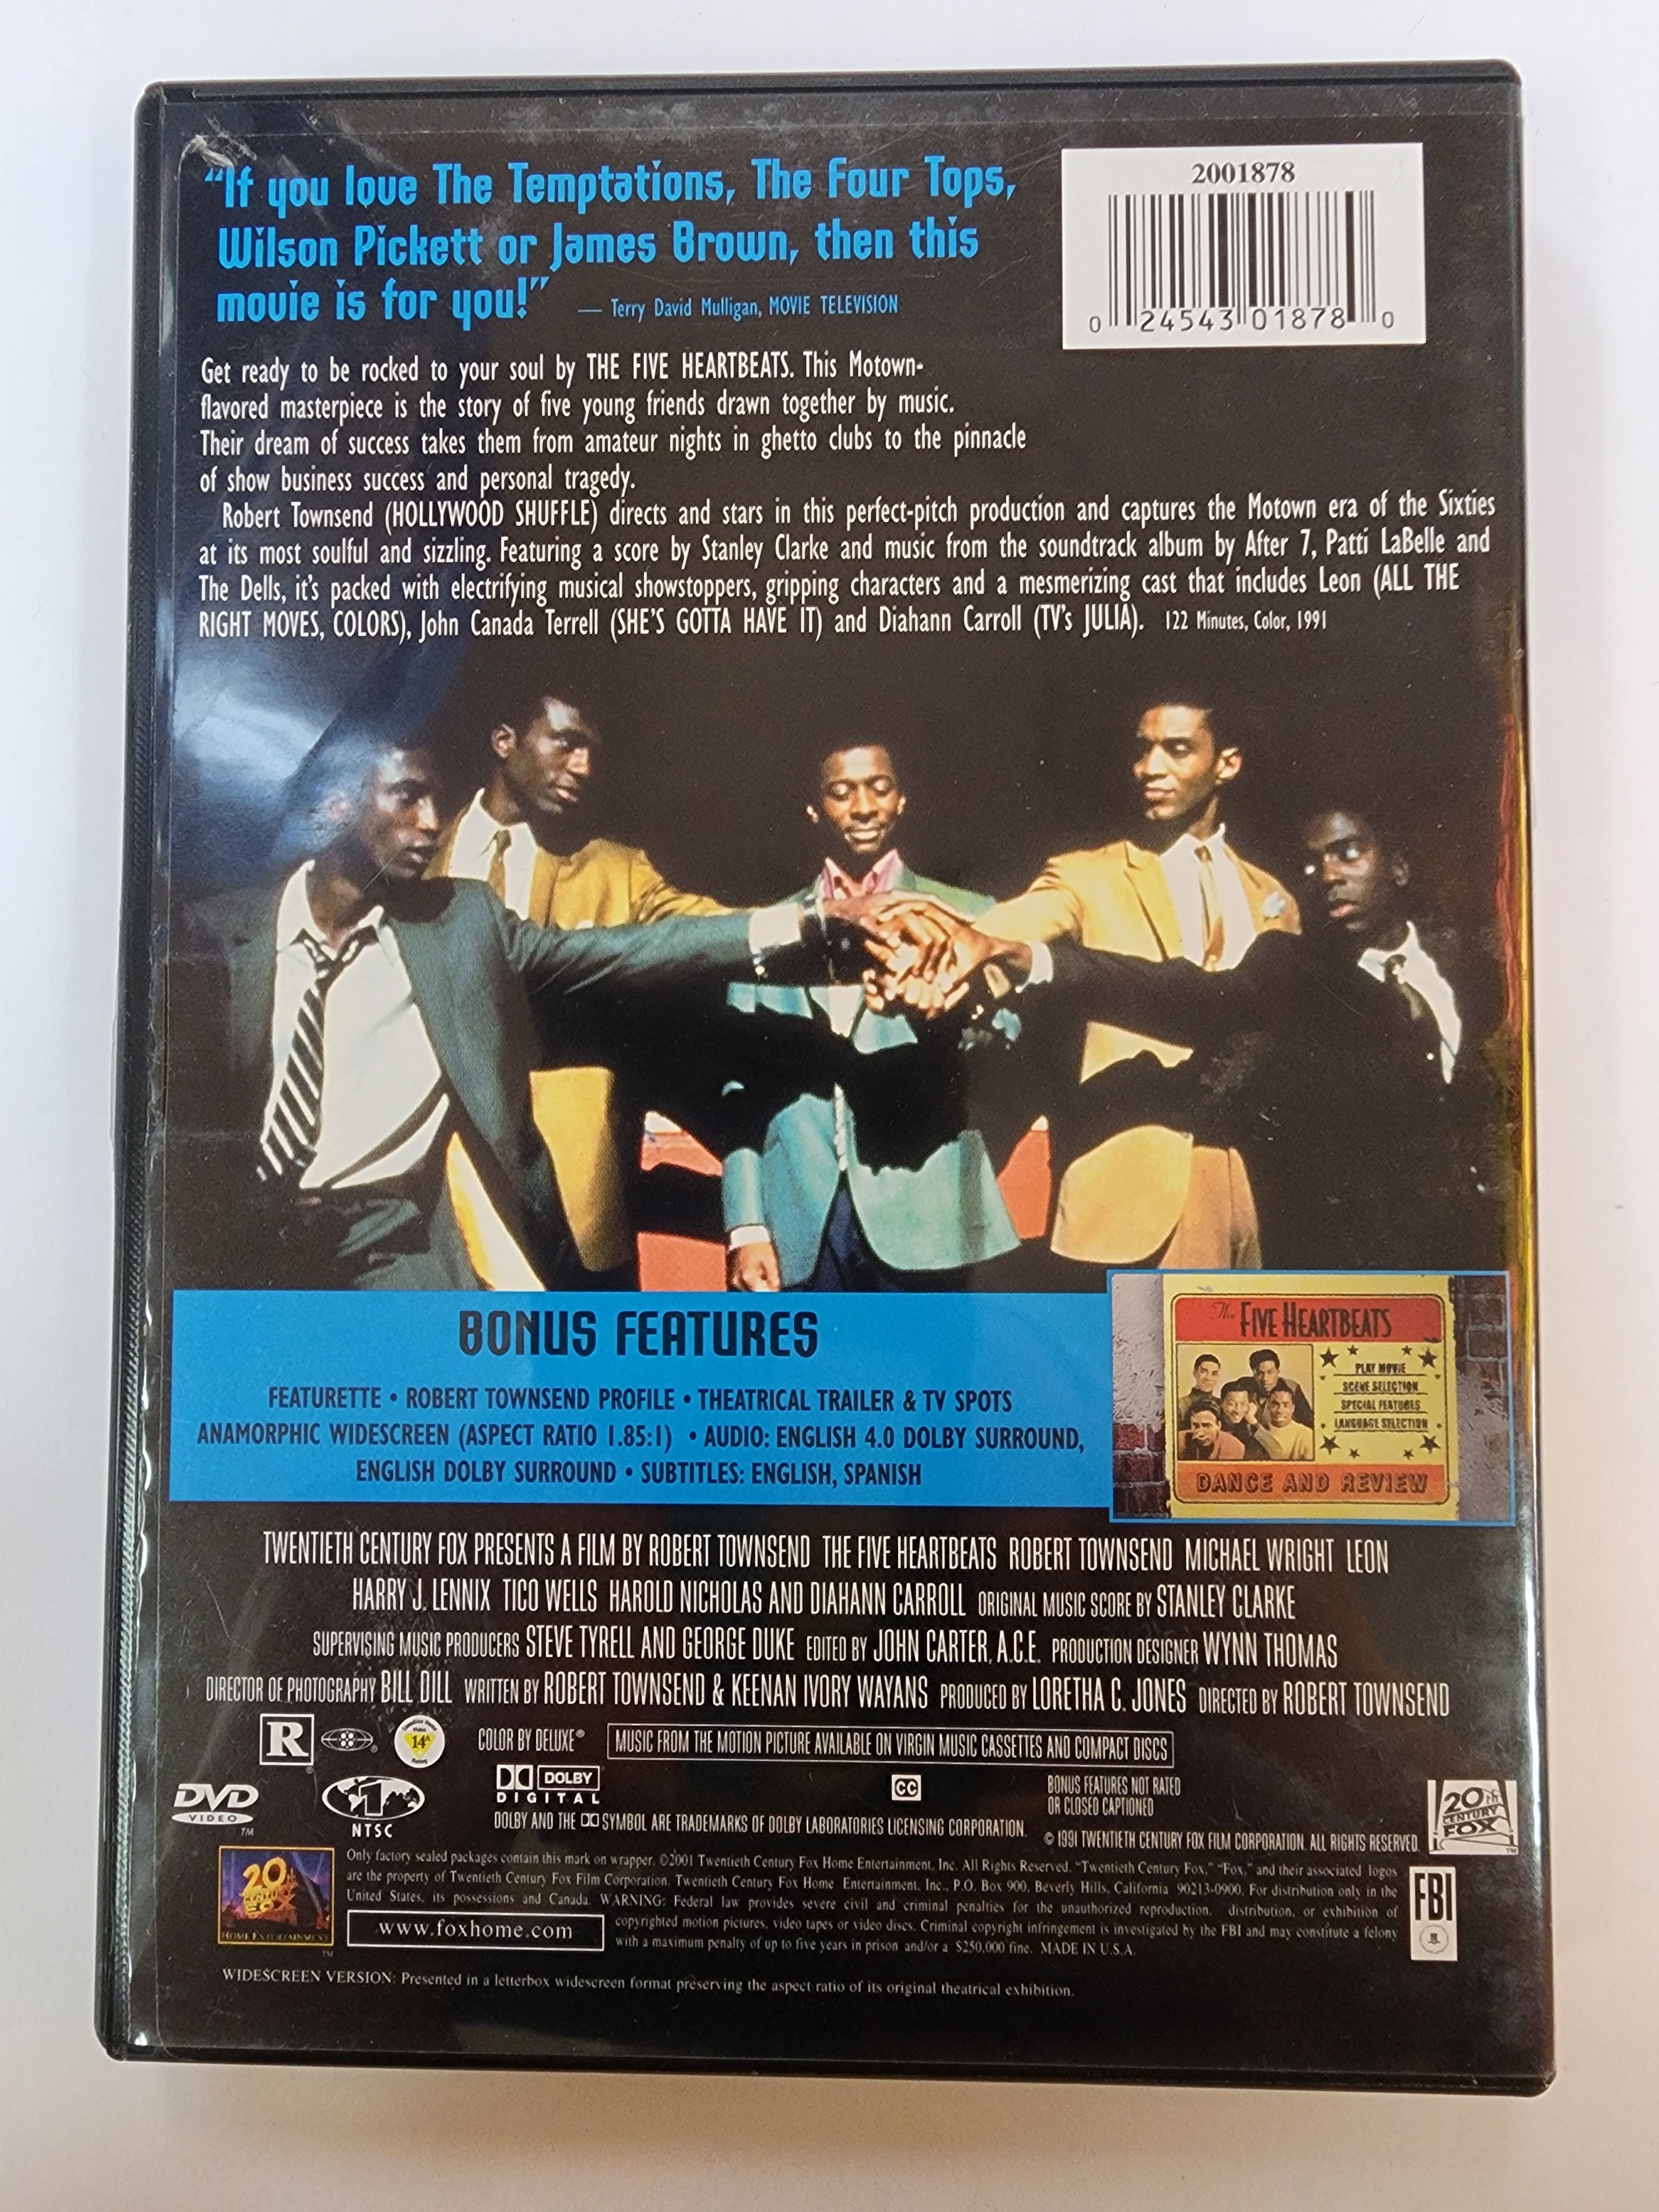 "If you love The Temptations, The Four Tops,
Wilson Pickett or James Brown, then this
movie is for you!" — Terry David Mulligan, MOVIE TELEVISION
2001878
0 24543 01878 0
Get ready to be rocked to your soul by THE FIVE HEARTBEATS. This Motown-
flavored masterpiece is the story of five young friends drawn together by music.
Their dream of success takes them from amateur nights in ghetto clubs to the pinnacle
of show business success and personal tragedy.
Robert Townsend (HOLLYWOOD SHUFFLE) directs and stars in this perfect-pitch production and captures the Motown era of the Sixties
at its most soulful and sizzling. Featuring a score by Stanley Clarke and music from the soundtrack album by After 7, Patti LaBelle and
The Dells, it's packed with electrifying musical showstoppers, gripping characters and a mesmerizing cast that includes Leon (ALL THE
RIGHT MOVES, COLORS), John Canada Terrell (SHE'S GOTTA HAVE IT) and Diahann Carroll (TV's JULIA). 122 Minutes, Color, 1991
BONUS FEATURES
FEATURETTE • ROBERT TOWNSEND PROFILE • THEATRICAL TRAILER & TV SPOTS
ANAMORPHIC WIDESCREEN (ASPECT RATIO 1.85:1) • AUDIO: ENGLISH 4.0 DOLBY SURROUND,
ENGLISH DOLBY SURROUND • SUBTITLES: ENGLISH, SPANISH
The FIVE HEARTBEATS
PLAY MOVIE
SCENE SELECTION
SPECIAL FEATURES
LANGUAGE SELECTION
DANCE AND REVIEW
TWENTIETH CENTURY FOX PRESENTS A FILM BY ROBERT TOWNSEND THE FIVE HEARTBEATS ROBERT TOWNSEND MICHAEL WRIGHT LEON
HARRY J. LENNIX TICO WELLS HAROLD NICHOLAS AND DIAHANN CARROLL ORIGINAL MUSIC SCORE BY STANLEY CLARKE
SUPERVISING MUSIC PRODUCERS STEVE TYRELL AND GEORGE DUKE EDITED BY JOHN CARTER, A.C.E. PRODUCTION DESIGNER WYNN THOMAS
DIRECTOR OF PHOTOGRAPHY BILL DILL WRITTEN BY ROBERT TOWNSEND & KEENAN IVORY WAYANS PRODUCED BY LORETHA C. JONES DIRECTED BY ROBERT TOWNSEND
R
14A
COLOR BY DELUXE®
MUSIC FROM THE MOTION PICTURE AVAILABLE ON VIRGIN MUSIC CASSETTES AND COMPACT DISCS
DVD
VIDEO
TM
1
NTSC
DOLBY
DIGITAL
CC
BONUS FEATURES NOT RATED
OR CLOSED CAPTIONED
DOLBY AND THE SYMBOL ARE TRADEMARKS OF DOLBY LABORATORIES LICENSING CORPORATION.
© 1991 TWENTIETH CENTURY FOX FILM CORPORATION. ALL RIGHTS RESERVED.
20th
CENTURY
FOX
TM
20th
CENTURY
FOX
HOME ENTERTAINMENT
TM
Only factory sealed packages contain this mark on wrapper. ©2001 Twentieth Century Fox Home Entertainment, Inc. All Rights Reserved. "Twentieth Century Fox," "Fox," and their associated logos
are the property of Twentieth Century Fox Film Corporation. Twentieth Century Fox Home Entertainment, Inc., P.O. Box 900, Beverly Hills, California 90213-0900. For distribution only in the
United States, its possessions and Canada. WARNING: Federal law provides severe civil and criminal penalties for the unauthorized reproduction, distribution, or exhibition of
copyrighted motion pictures, video tapes or video discs. Criminal copyright infringement is investigated by the FBI and may constitute a felony
with a maximum penalty of up to five years in prison and/or a $250,000 fine. MADE IN U.S.A.
www.foxhome.com
FBI
WIDESCREEN VERSION: Presented in a letterbox widescreen format preserving the aspect ratio of its original theatrical exhibition.